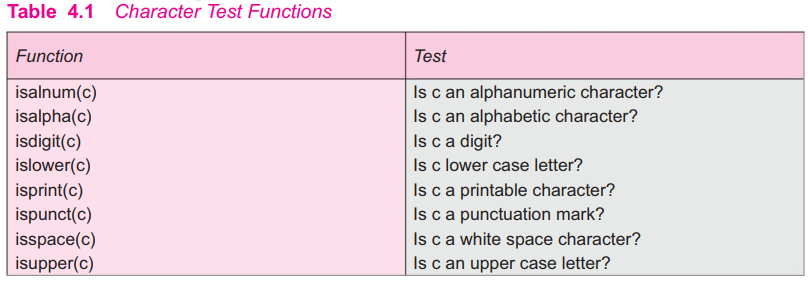 Table 4.1 Character Test Functions
Function Test
isalnum(c) Is c an alphanumeric character?
isalpha(c) Is c an alphabetic character?
isdigit(c) Is c a digit?
islower(c) Is c lower case letter?
isprint(c) Is c a printable character?
ispunct(c) Is c a punctuation mark?
isspace(c) Is c a white space character?
isupper(c) Is c an upper case letter?